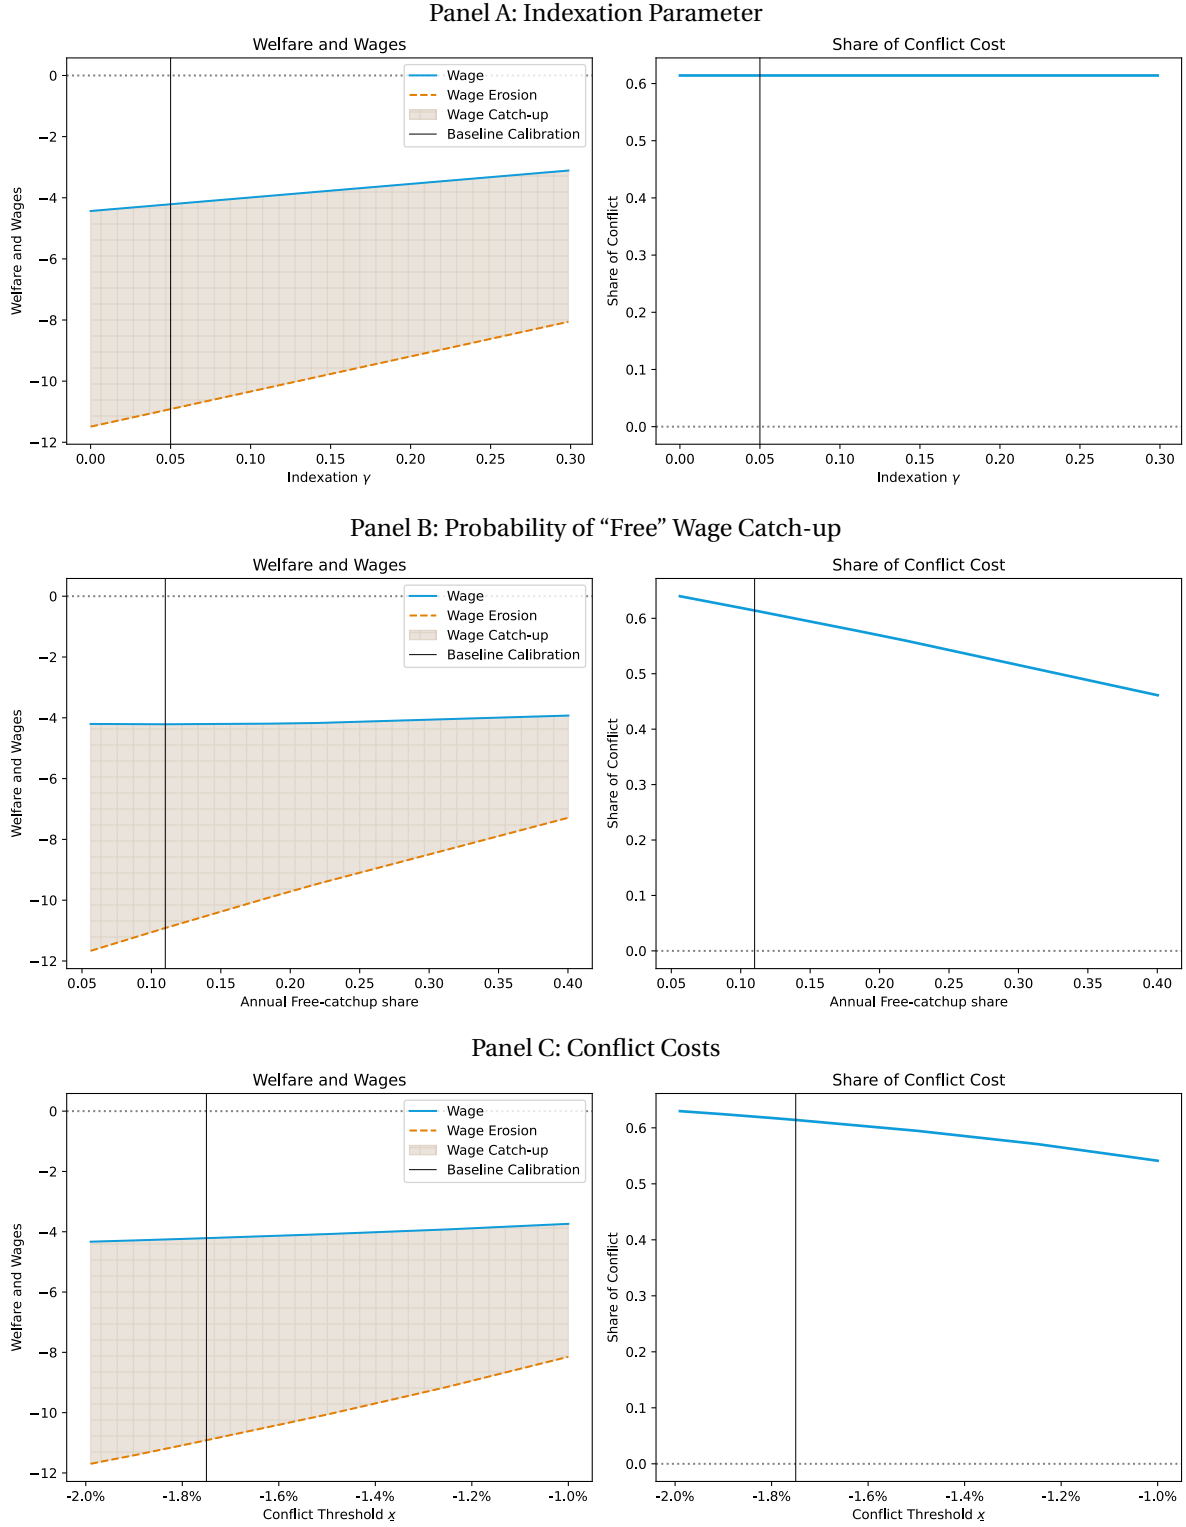 Panel A: Indexation Parameter
Welfare and Wages
Welfare and Wages
0
−2
−4
−6
−8
−10
−12
Wage
Wage Erosion
Wage Catch-up
Baseline Calibration
0.00 0.05 0.10 0.15 0.20 0.25 0.30
Indexation γ
Share of Conflict Cost
Share of Conflict
0.6
0.5
0.4
0.3
0.2
0.1
0.0
0.00 0.05 0.10 0.15 0.20 0.25 0.30
Indexation γ
Panel B: Probability of “Free” Wage Catch-up
Welfare and Wages
Welfare and Wages
0
−2
−4
−6
−8
−10
−12
Wage
Wage Erosion
Wage Catch-up
Baseline Calibration
0.05 0.10 0.15 0.20 0.25 0.30 0.35 0.40
Annual Free-catchup share
Share of Conflict Cost
Share of Conflict
0.6
0.5
0.4
0.3
0.2
0.1
0.0
0.05 0.10 0.15 0.20 0.25 0.30 0.35 0.40
Annual Free-catchup share
Panel C: Conflict Costs
Welfare and Wages
Welfare and Wages
0
−2
−4
−6
−8
−10
−12
Wage
Wage Erosion
Wage Catch-up
Baseline Calibration
-2.0% -1.8% -1.6% -1.4% -1.2% -1.0%
Conflict Threshold x̲
Share of Conflict Cost
Share of Conflict
0.6
0.5
0.4
0.3
0.2
0.1
0.0
-2.0% -1.8% -1.6% -1.4% -1.2% -1.0%
Conflict Threshold x̲